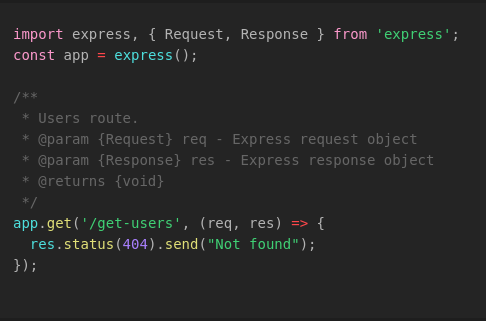 import express, { Request, Response } from 'express';
const app = express();
/**
 * Users route.
 * @param {Request} req - Express request object
 * @param {Response} res - Express response object
 * @returns {void}
 */
app.get('/get-users', (req, res) => {
  res.status(404).send("Not found");
});